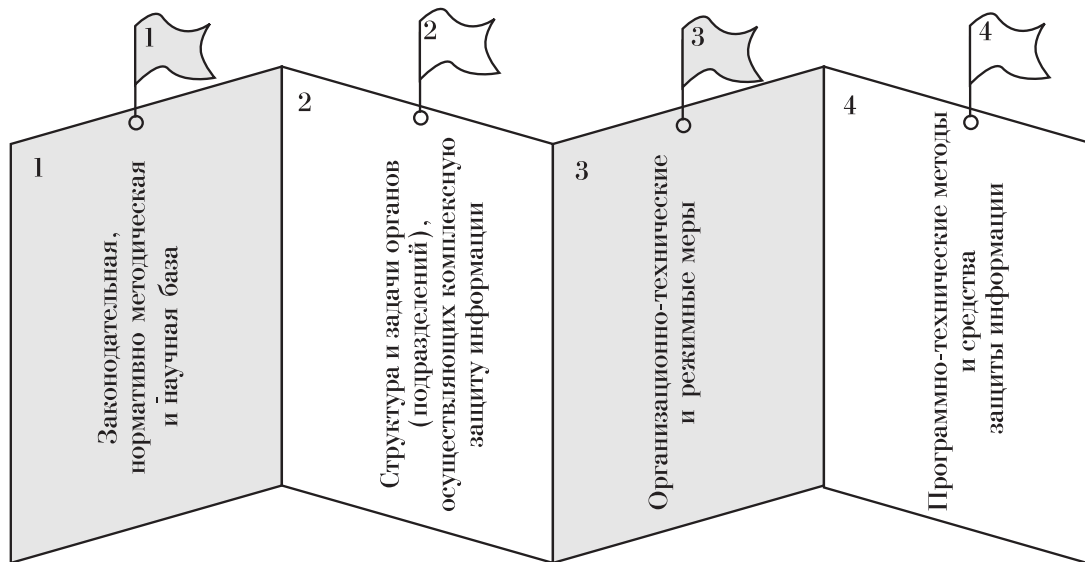 1
2
3
4
1
Законодательная,
нормативно методическая
и научная база
2
Структура и задачи органов
(подразделений),
осуществляющих комплексную
защиту информации
3
Организационно-технические
и режимные меры
4
Программно-технические методы
и средства
защиты информации